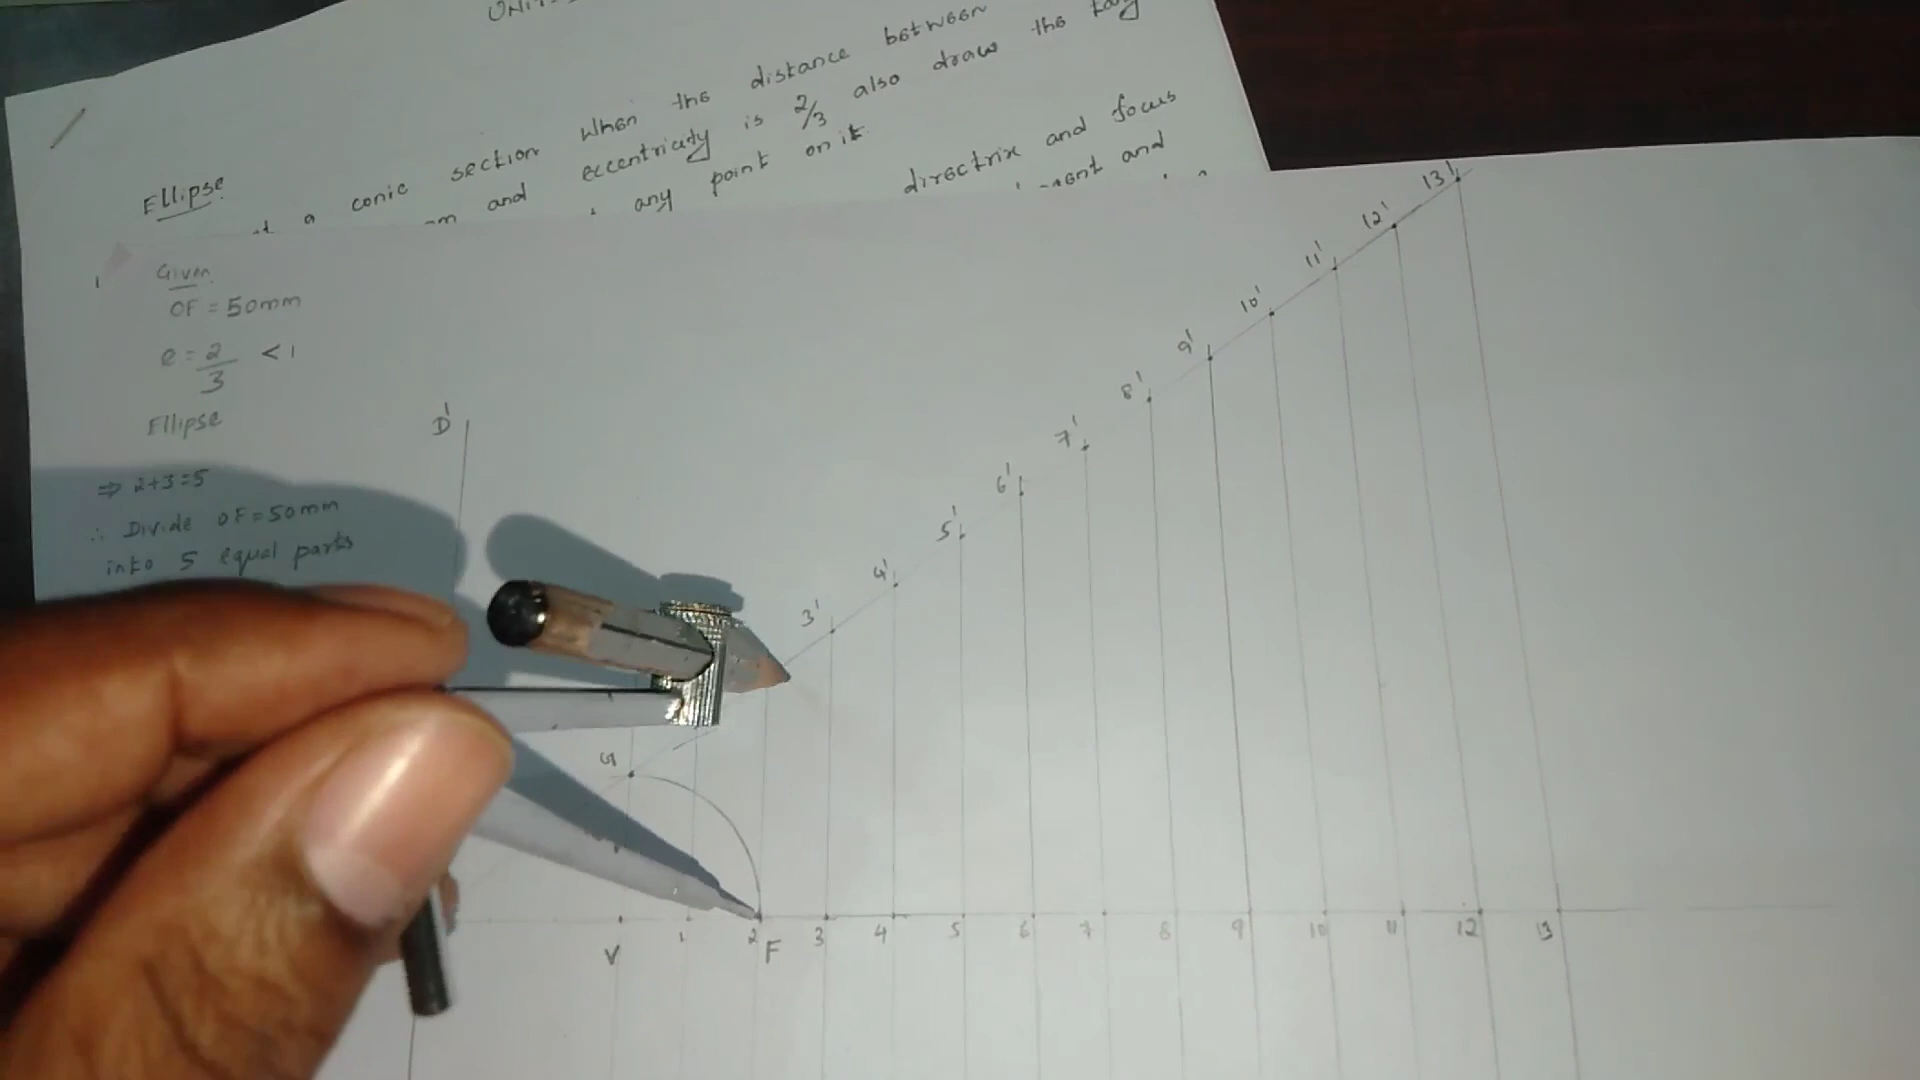 UNIT-
Ellipse
a conic section When the distance between
and eccentricity is 2/3 also draw the
any point on it
directrix and focus
and
1
Given
OF = 50mm
e = 2/3 < 1
Ellipse
⇒ 2+3=5
∴ Divide OF=50mm
into 5 equal parts
D'
G
3' 4' 5' 6' 7' 8' 9' 10' 11' 12' 13'
V 1 2 F 3 4 5 6 7 8 9 10 11 12 13